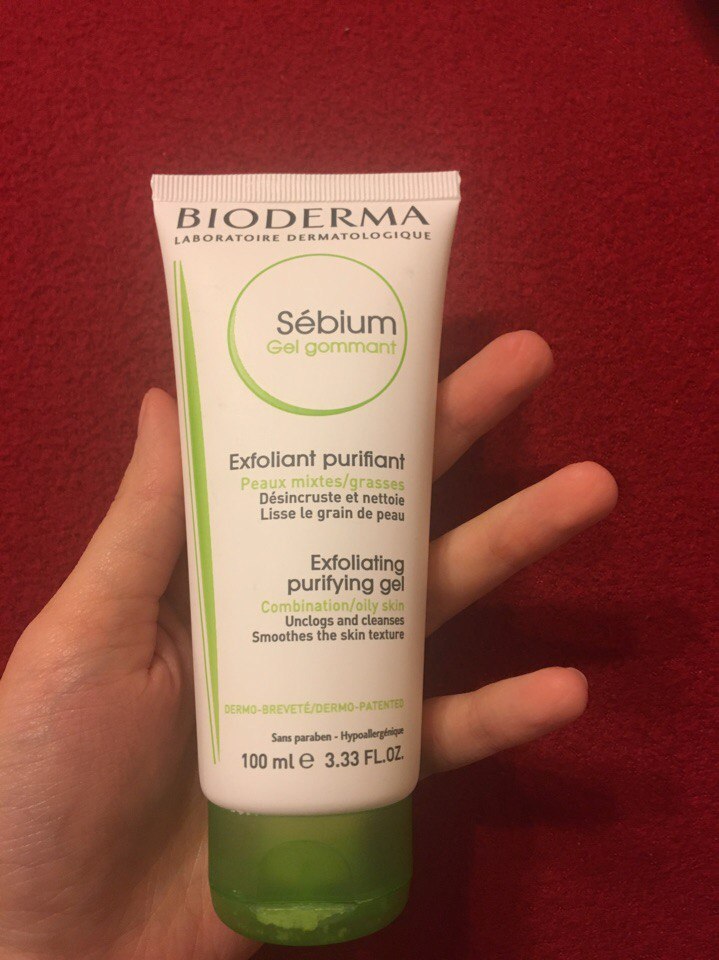 BIODERMA
LABORATOIRE DERMATOLOGIQUE
Sébium
Gel gommant
Exfoliant purifiant
Peaux mixtes/grasses
Désincruste et nettoie
Lisse le grain de peau
Exfoliating
purifying gel
Combination/oily skin
Unclogs and cleanses
Smoothes the skin texture
DERMO-BREVETÉ/DERMO-PATENTED
Sans paraben - Hypoallergénique
100 ml e 3.33 FL.OZ.